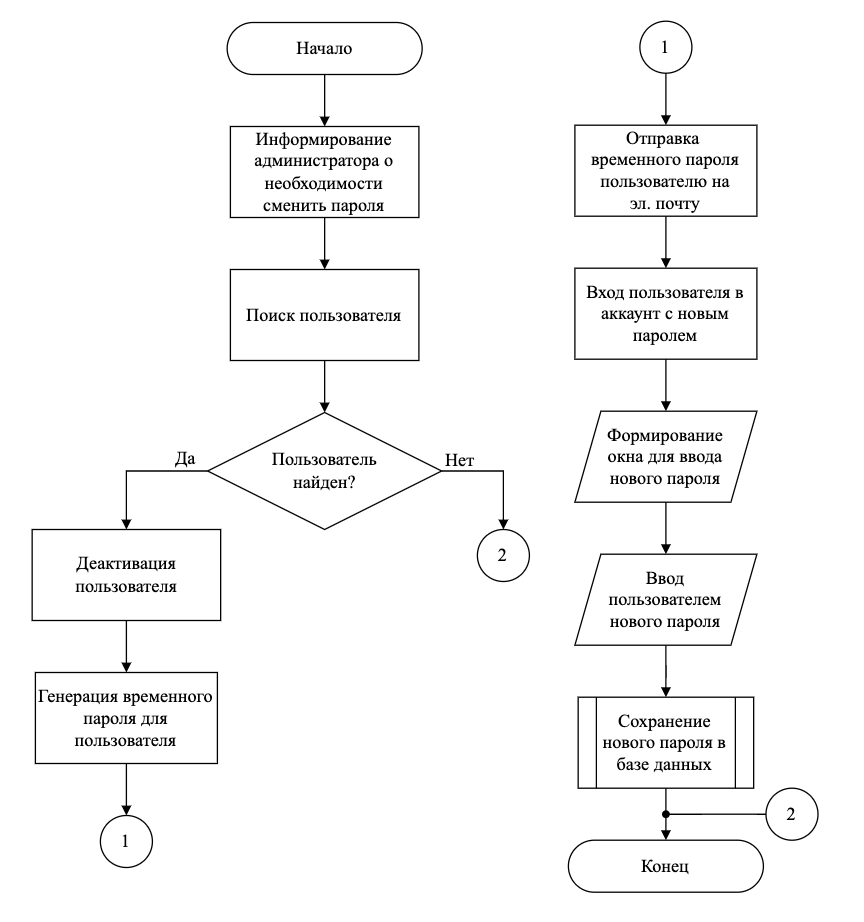 Начало
Информирование
администратора о
необходимости
сменить пароля
Поиск пользователя
Пользователь
найден?
Да
Нет
2
Деактивация
пользователя
Генерация временного
пароля для
пользователя
1
1
Отправка
временного пароля
пользователю на
эл. почту
Вход пользователя в
аккаунт с новым
паролем
Формирование
окна для ввода
нового пароля
Ввод
пользователем
нового пароля
Сохранение
нового пароля в
базе данных
2
Конец